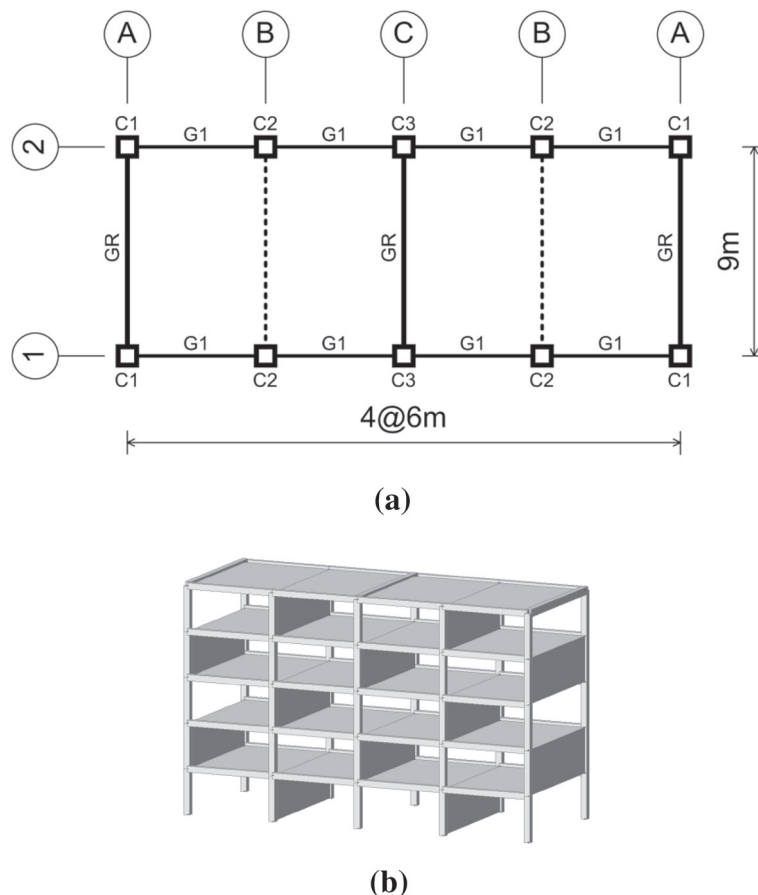 A B C B A
C1 C2 C3 C2 C1
G1 G1 G1 G1
2
GR GR GR
9m
1
G1 G1 G1 G1
C1 C2 C3 C2 C1
4@6m
(a)
(b)